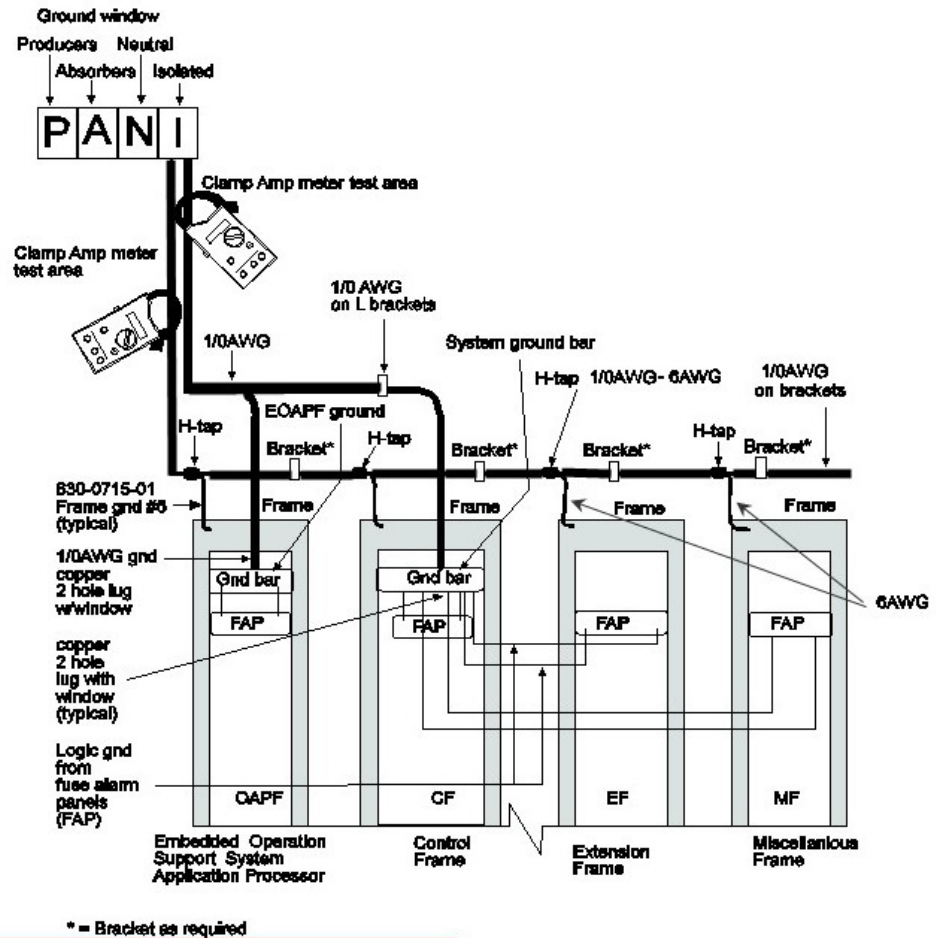 Ground window
Producers Neutral
Absorbers Isolated
P A N I
Clamp Amp meter test area
Clamp Amp meter
test area
1/0 AWG
on L brackets
1/0AWG
System ground bar
H-tap 1/0AWG- 6AWG
1/0AWG
on brackets
EOAPF ground
H-tap
Bracket*
H-tap
Bracket*
Bracket*
H-tap
Bracket*
630-0715-01
Frame gnd #6
(typical)
Frame
Frame
Frame
Frame
1/0AWG gnd
copper
2 hole lug
w/window
Gnd bar
Gnd bar
FAP
FAP
FAP
FAP
6AWG
copper
2 hole
lug with
window
(typical)
Logic gnd
from
fuse alarm
panels
(FAP)
OAPF
CF
EF
MF
Embedded Operation
Support System
Application Processor
Control
Frame
Extension
Frame
Miscellanious
Frame
* = Bracket as required